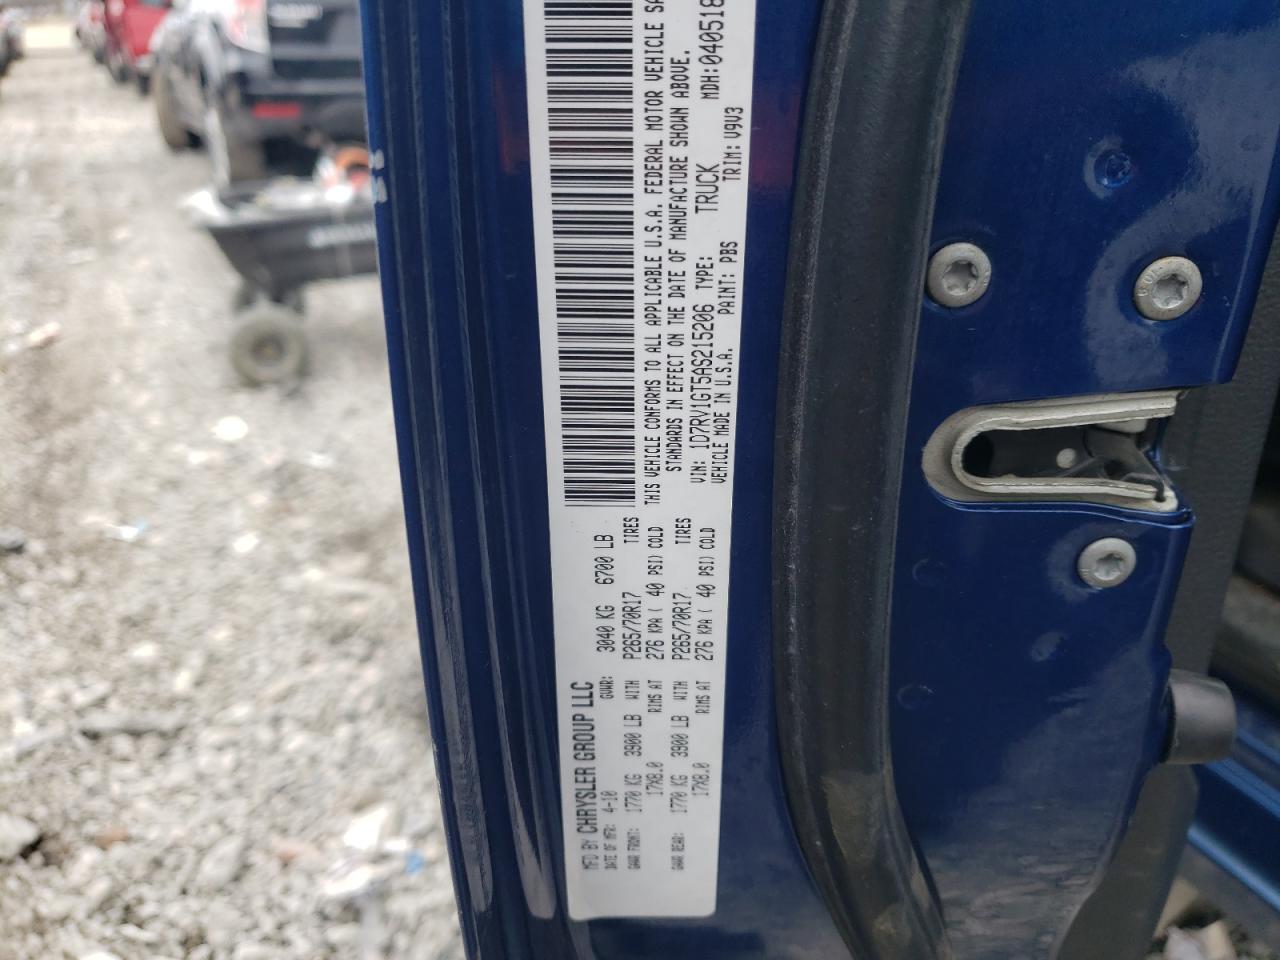 MFD BY CHRYSLER GROUP LLC
DATE OF MFR: 4-10 GVWR: 3040 KG 6700 LB
GAWR FRONT: 1770 KG 3900 LB WITH P265/70R17 TIRES
17X8.0 RIMS AT 276 KPA ( 40 PSI) COLD
GAWR REAR: 1770 KG 3900 LB WITH P265/70R17 TIRES
17X8.0 RIMS AT 276 KPA ( 40 PSI) COLD
THIS VEHICLE CONFORMS TO ALL APPLICABLE U.S.A. FEDERAL MOTOR VEHICLE SA
STANDARDS IN EFFECT ON THE DATE OF MANUFACTURE SHOWN ABOVE.
VIN: 1D7RV1GT5AS215206 TYPE: TRUCK MDH: 040518
VEHICLE MADE IN U.S.A. PAINT: PBS TRIM: V9V3